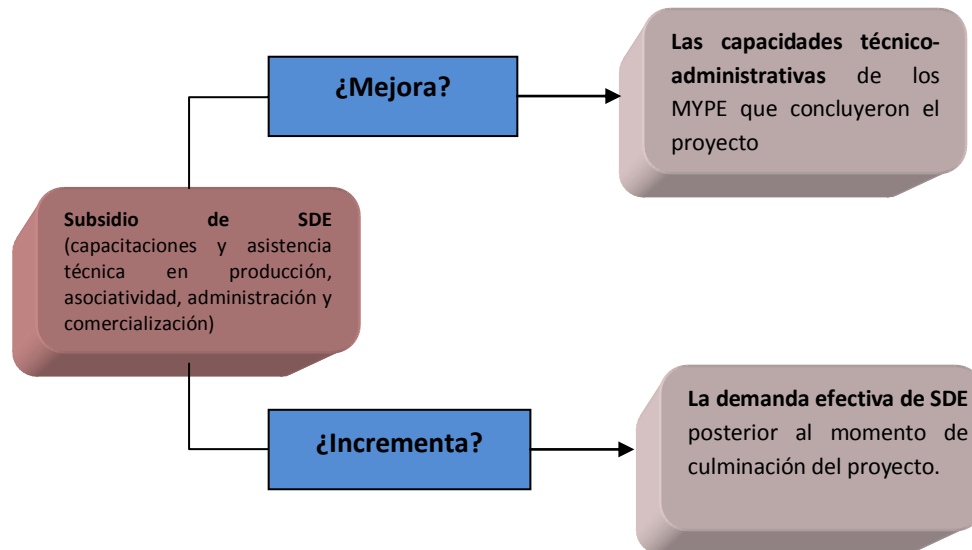 ¿Mejora?
Las capacidades técnico-
administrativas de los
MYPE que concluyeron el
proyecto
Subsidio de SDE
(capacitaciones y asistencia
técnica en producción,
asociatividad, administración y
comercialización)
¿Incrementa?
La demanda efectiva de SDE
posterior al momento de
culminación del proyecto.